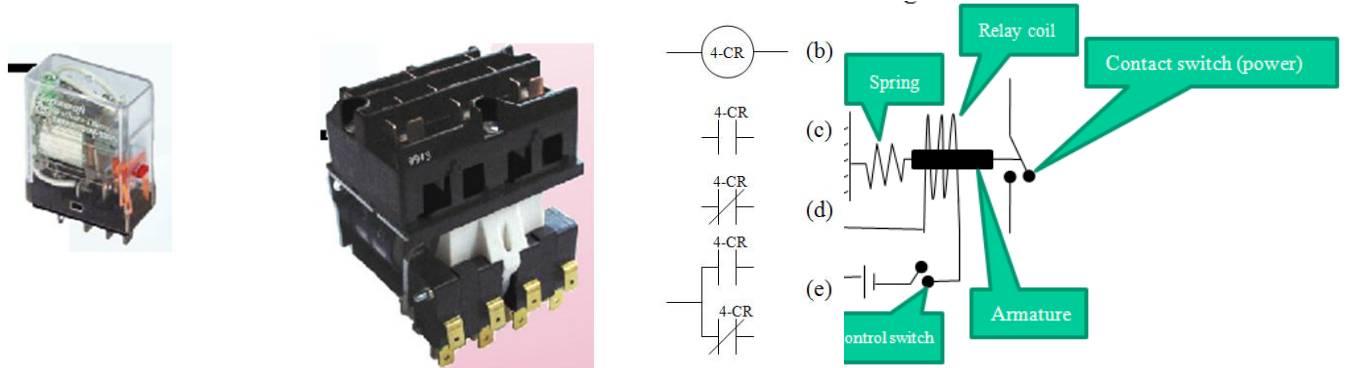 9943
4-CR
(b)
4-CR
(c)
4-CR
(d)
4-CR
4-CR
(e)
Relay coil
Contact switch (power)
Spring
Armature
ontrol switch